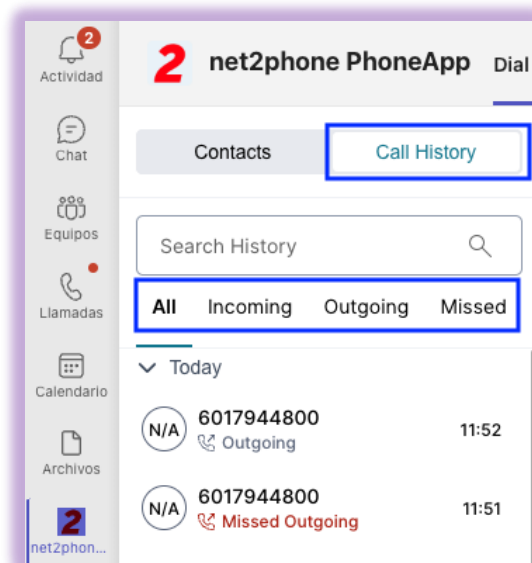 2
Actividad
Chat
Equipos
Llamadas
Calendario
Archivos
2
net2phon...
2 net2phone PhoneApp Dial
Contacts Call History
Search History
All Incoming Outgoing Missed
Today
N/A 6017944800 11:52
Outgoing
N/A 6017944800 11:51
Missed Outgoing